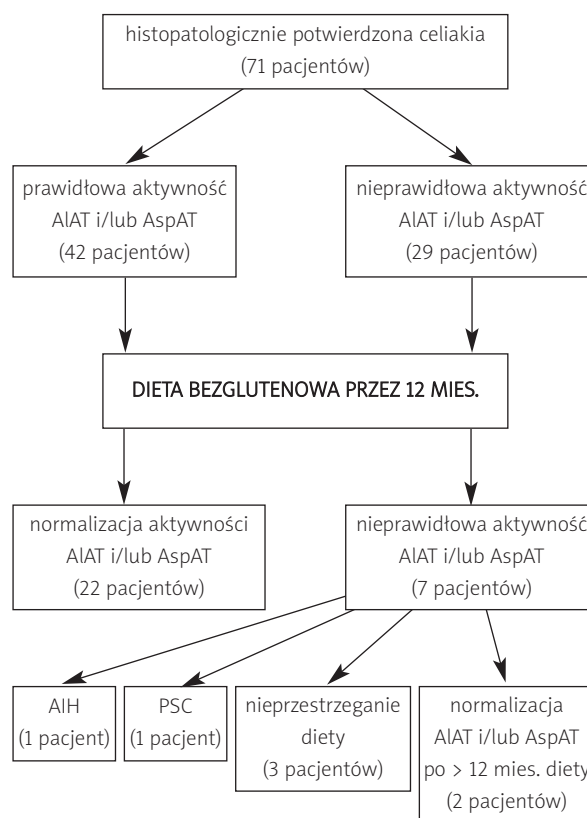 histopatologicznie potwierdzona celiakia
(71 pacjentów)
prawidłowa aktywność
AlAT i/lub AspAT
(42 pacjentów)
nieprawidłowa aktywność
AlAT i/lub AspAT
(29 pacjentów)
DIETA BEZGLUTENOWA PRZEZ 12 MIES.
normalizacja aktywności
AlAT i/lub AspAT
(22 pacjentów)
nieprawidłowa aktywność
AlAT i/lub AspAT
(7 pacjentów)
AIH
(1 pacjent)
PSC
(1 pacjent)
nieprzestrzeganie
diety
(3 pacjentów)
normalizacja
AlAT i/lub AspAT
po > 12 mies. diety
(2 pacjentów)